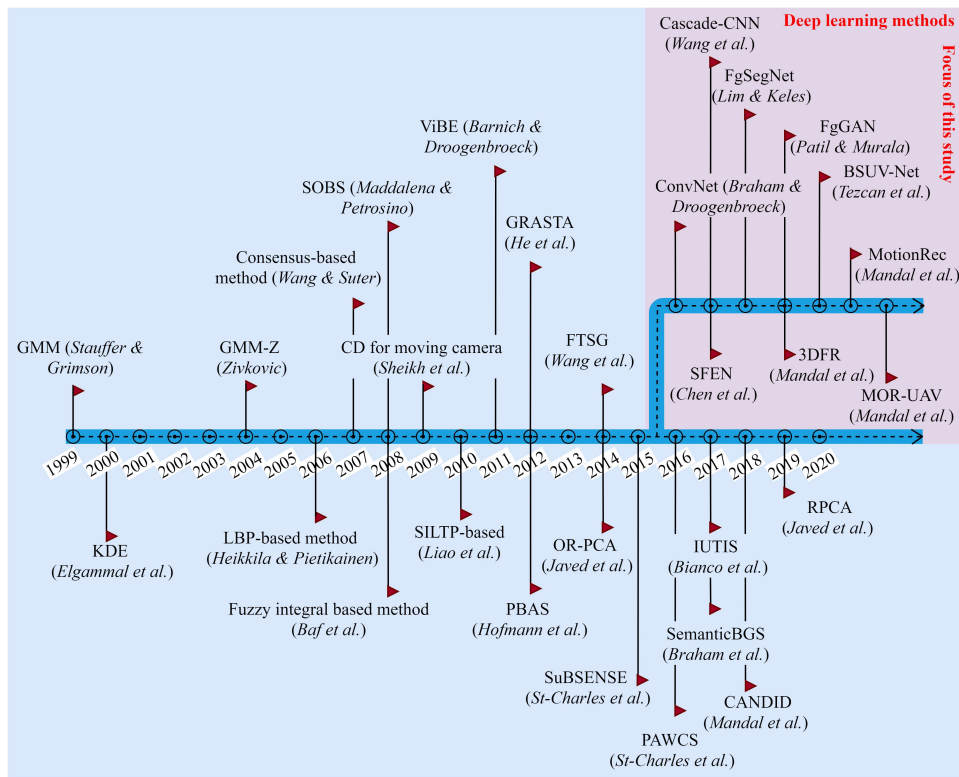 Deep learning methods
Focus of this study
Cascade-CNN
(Wang et al.)
FgSegNet
(Lim & Keles)
FgGAN
(Patil & Murala)
BSUV-Net
(Tezcan et al.)
ConvNet (Braham &
Droogenbroeck)
MotionRec
(Mandal et al.)
ViBE (Barnich &
Droogenbroeck)
SOBS (Maddalena &
Petrosino)
GRASTA
(He et al.)
Consensus-based
method (Wang & Suter)
GMM (Stauffer &
Grimson)
GMM-Z
(Zivkovic)
CD for moving camera
(Sheikh et al.)
FTSG
(Wang et al.)
SFEN
(Chen et al.)
3DFR
(Mandal et al.)
MOR-UAV
(Mandal et al.)
1999
2000
2001
2002
2003
2004
2005
2006
2007
2008
2009
2010
2011
2012
2013
2014
2015
2016
2017
2018
2019
2020
KDE
(Elgammal et al.)
LBP-based method
(Heikkila & Pietikainen)
SILTP-based
(Liao et al.)
OR-PCA
(Javed et al.)
IUTIS
(Bianco et al.)
RPCA
(Javed et al.)
Fuzzy integral based method
(Baf et al.)
PBAS
(Hofmann et al.)
SemanticBGS
(Braham et al.)
SuBSENSE
(St-Charles et al.)
CANDID
(Mandal et al.)
PAWCS
(St-Charles et al.)